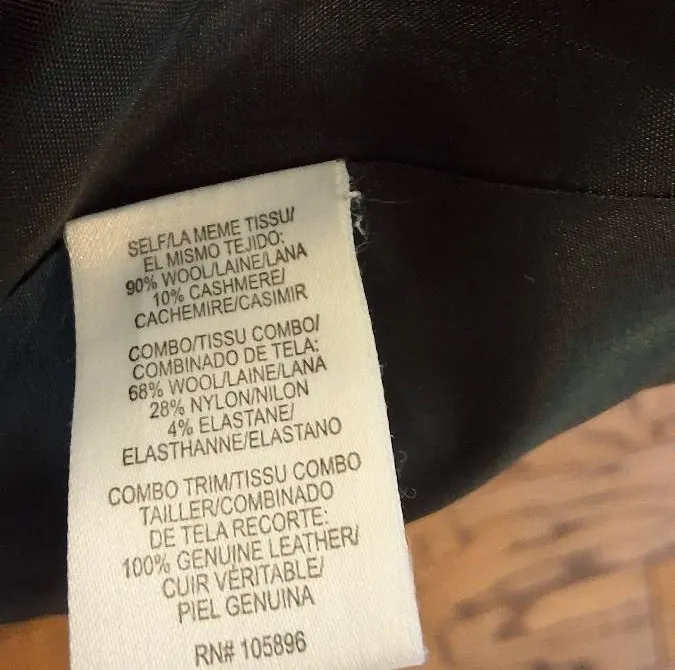 SELF/LA MEME TISSU/
EL MISMO TEJIDO:
90% WOOL/LAINE/LANA
10% CASHMERE/
CACHEMIRE/CASIMIR
COMBO/TISSU COMBO/
COMBINADO DE TELA:
68% WOOL/LAINE/LANA
28% NYLON/NILON
4% ELASTANE/
ELASTHANNE/ELASTANO
COMBO TRIM/TISSU COMBO
TAILLER/COMBINADO
DE TELA RECORTE:
100% GENUINE LEATHER/
CUIR VÉRITABLE/
PIEL GENUINA
RN# 105896